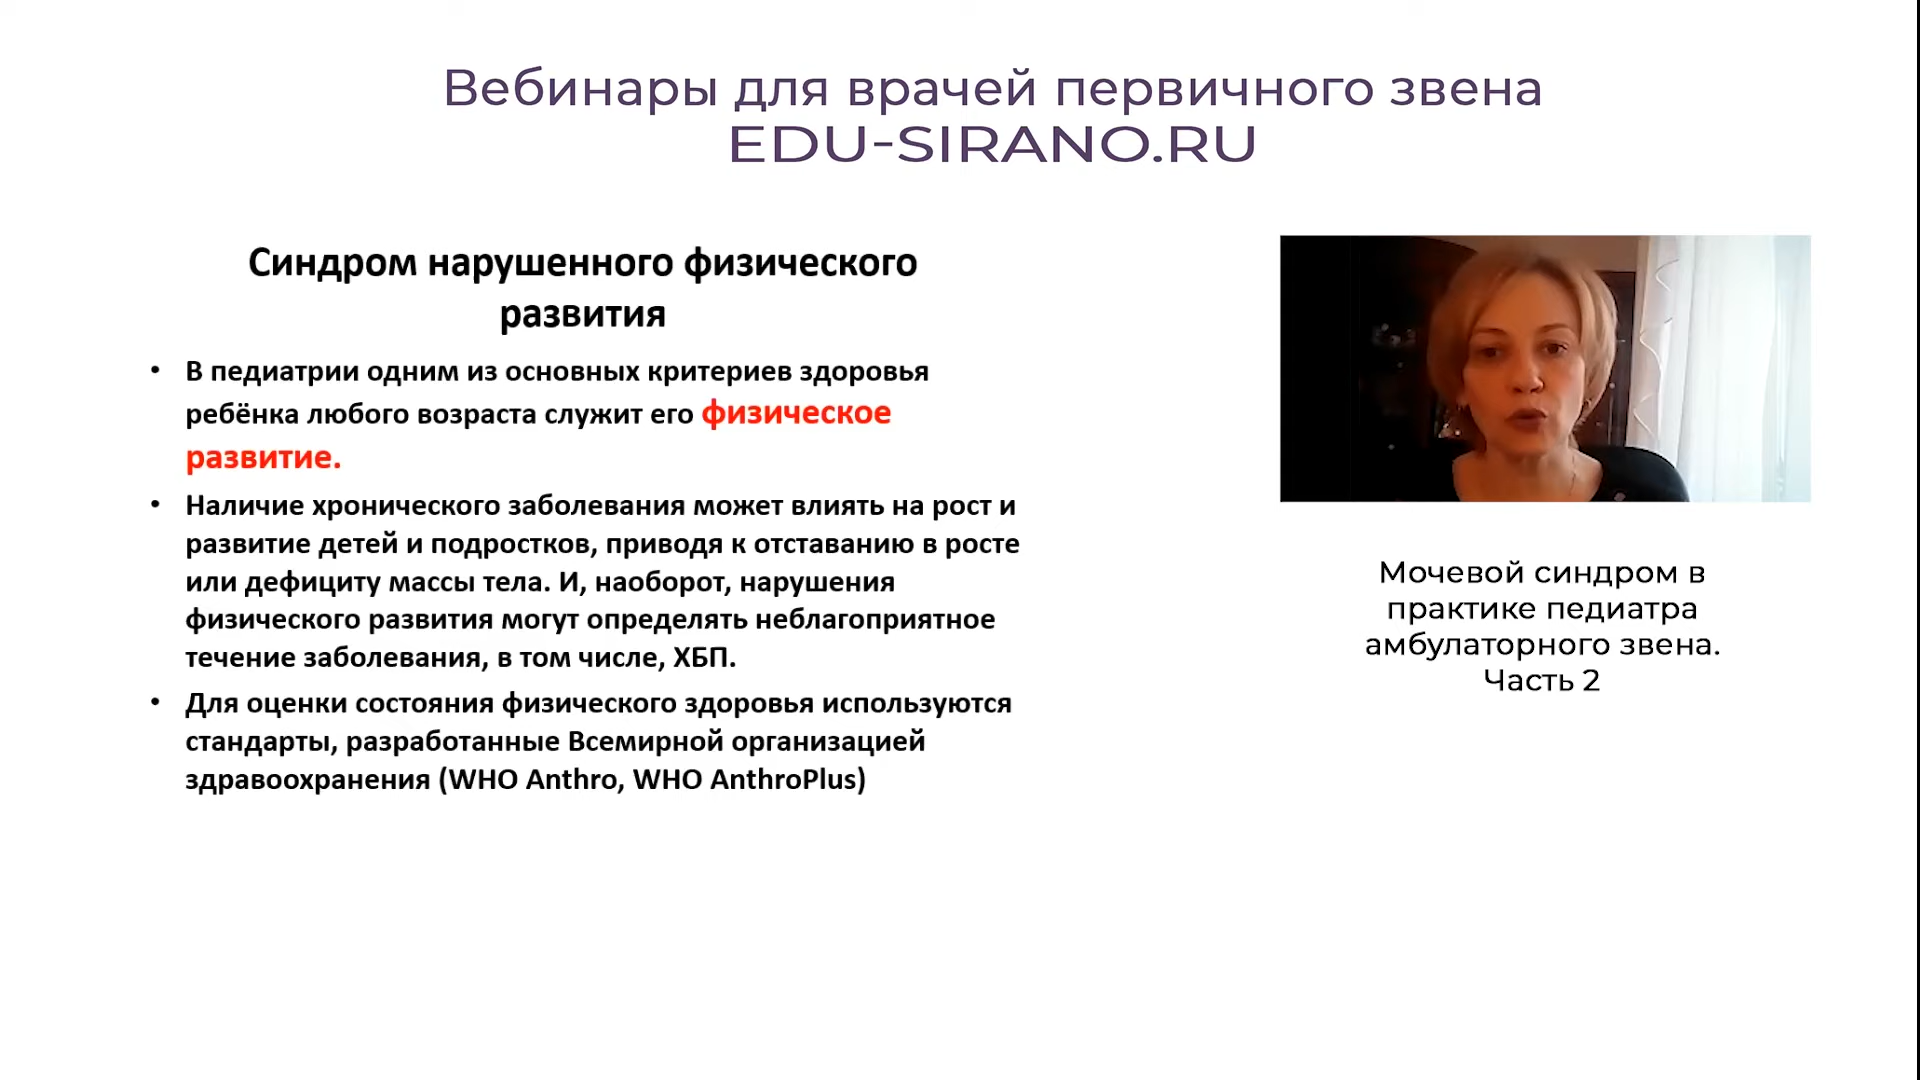 Вебинары для врачей первичного звена
EDU-SIRANO.RU
Синдром нарушенного физического
развития
• В педиатрии одним из основных критериев здоровья
ребёнка любого возраста служит его физическое
развитие.
• Наличие хронического заболевания может влиять на рост и
развитие детей и подростков, приводя к отставанию в росте
или дефициту массы тела. И, наоборот, нарушения
физического развития могут определять неблагоприятное
течение заболевания, в том числе, ХБП.
• Для оценки состояния физического здоровья используются
стандарты, разработанные Всемирной организацией
здравоохранения (WHO Anthro, WHO AnthroPlus)
Мочевой синдром в
практике педиатра
амбулаторного звена.
Часть 2